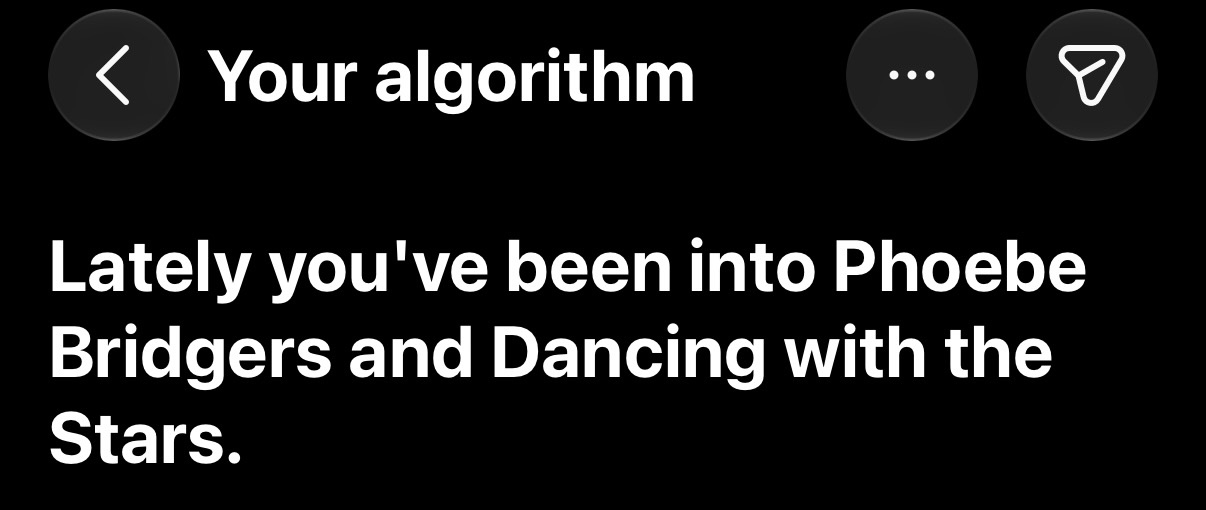 Your algorithm
Lately you've been into Phoebe
Bridgers and Dancing with the
Stars.